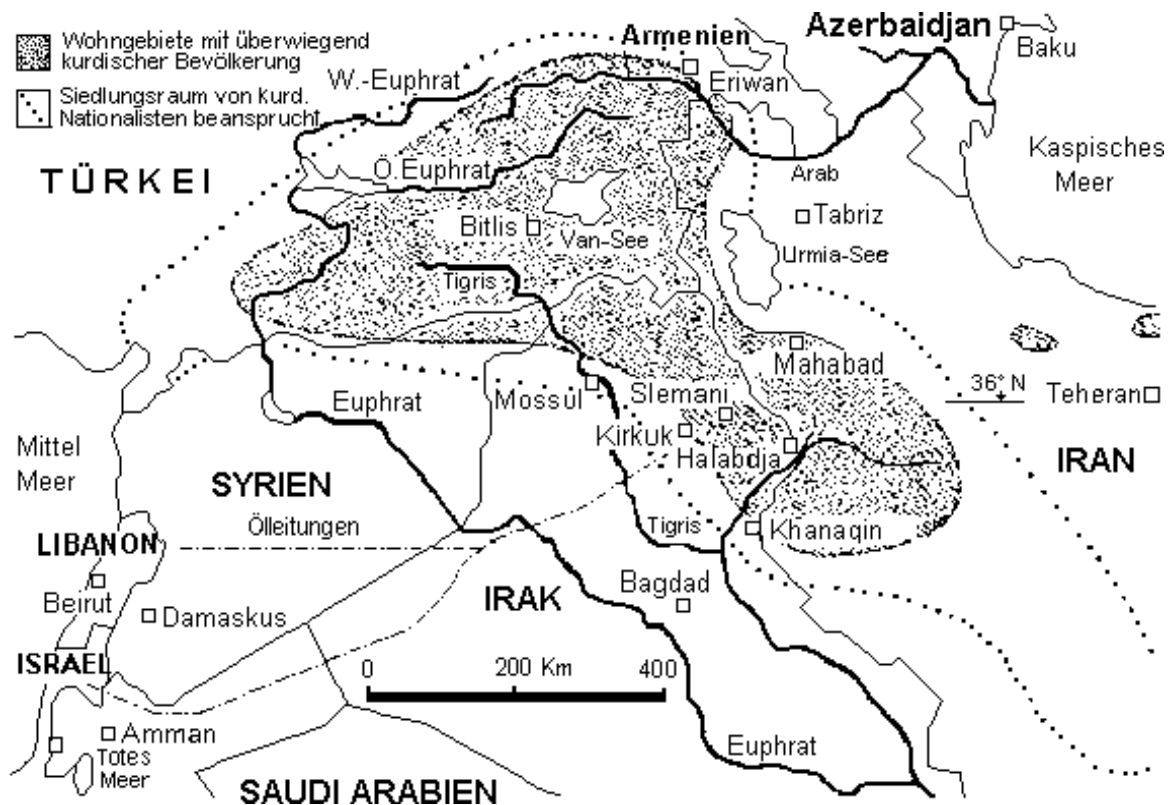 Wohngebiete mit überwiegend
kurdischer Bevölkerung
Siedlungsraum von kurd.
Nationalisten beansprucht
Armenien
Azerbaidjan
Baku
Eriwan
W.-Euphrat
Kaspisches
Meer
TÜRKEI
O.Euphrat
Arab
Bitlis
Van-See
Tabriz
Urmia-See
Tigris
Mahabad
36° N
Teheran
Euphrat
Mossul
Slemani
Kirkuk
Halabdja
Mittel
Meer
IRAN
SYRIEN
Ölleitungen
Tigris
Khanaqin
LIBANON
Beirut
Damaskus
IRAK
Bagdad
ISRAEL
0 200 Km 400
Amman
Totes
Meer
Euphrat
SAUDI ARABIEN